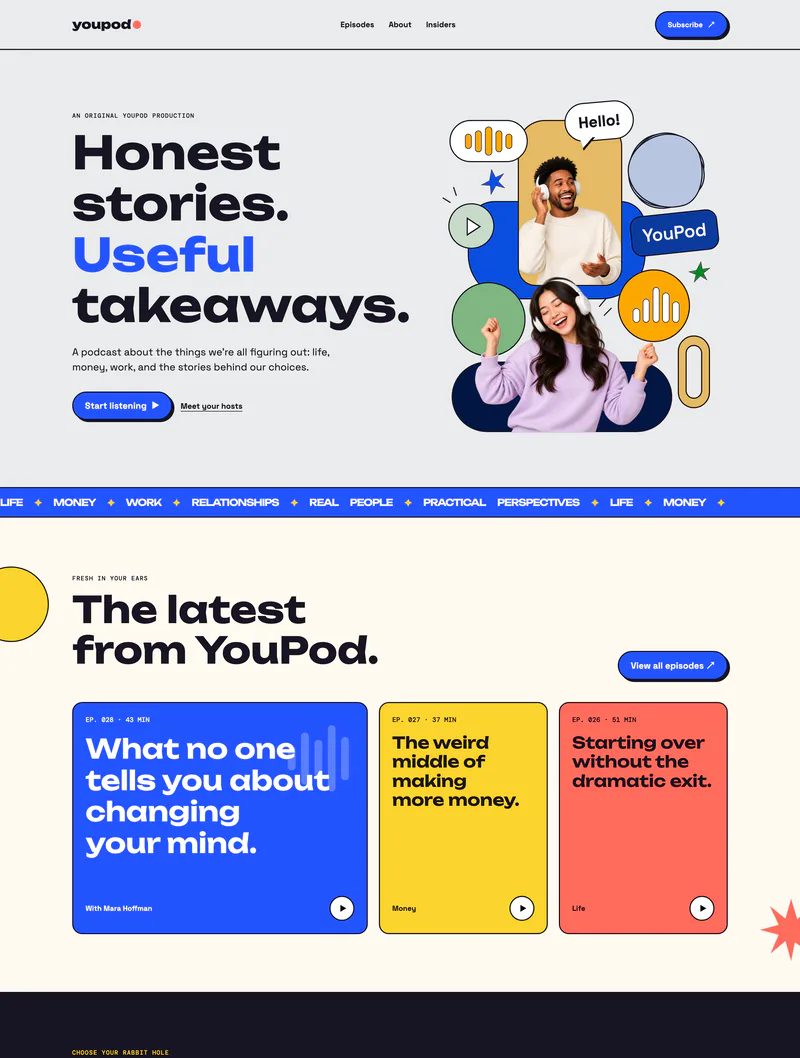 youpod
Episodes About Insiders
Subscribe ↗
AN ORIGINAL YOUPOD PRODUCTION
Honest
stories.
Useful
takeaways.
A podcast about the things we're all figuring out: life,
money, work, and the stories behind our choices.
Start listening ▶
Meet your hosts
Hello!
YouPod
LIFE ✦ MONEY ✦ WORK ✦ RELATIONSHIPS ✦ REAL PEOPLE ✦ PRACTICAL PERSPECTIVES ✦ LIFE ✦ MONEY ✦
FRESH IN YOUR EARS
The latest
from YouPod.
View all episodes ↗
EP. 028 · 43 MIN
What no one
tells you about
changing
your mind.
With Mara Hoffman
EP. 027 · 37 MIN
The weird
middle of
making
more money.
Money
EP. 026 · 51 MIN
Starting over
without the
dramatic exit.
Life
CHOOSE YOUR RABBIT HOLE